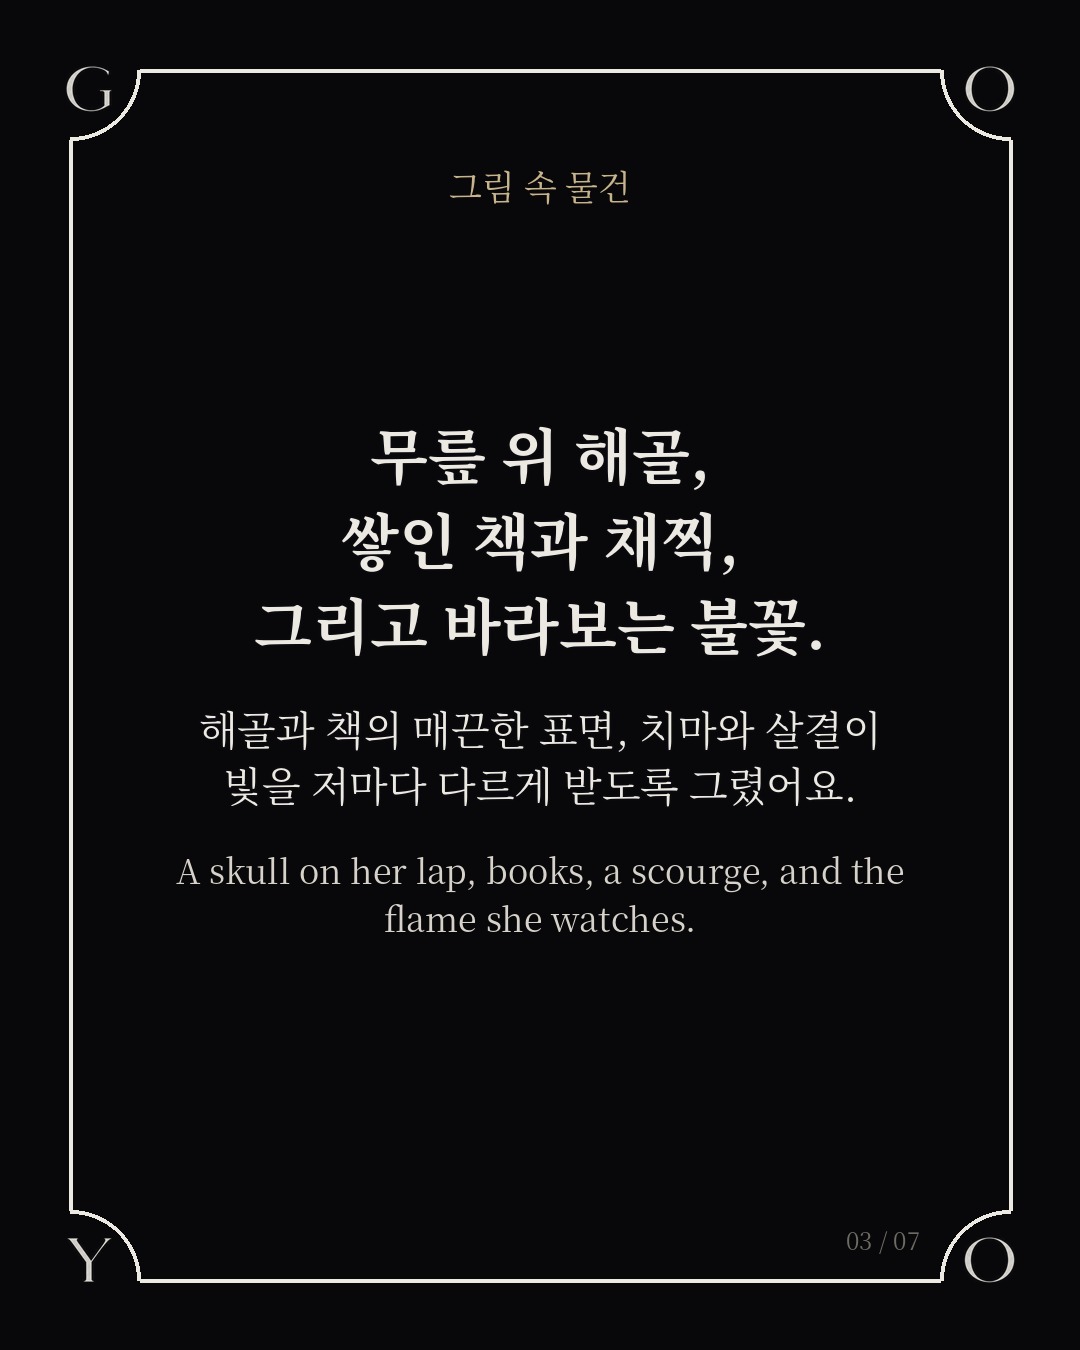 G O
그림 속 물건
무릎 위 해골,
쌓인 책과 채찍,
그리고 바라보는 불꽃.
해골과 책의 매끈한 표면, 치마와 살결이
빛을 저마다 다르게 받도록 그렸어요.
A skull on her lap, books, a scourge, and the
flame she watches.
03 / 07
Y O